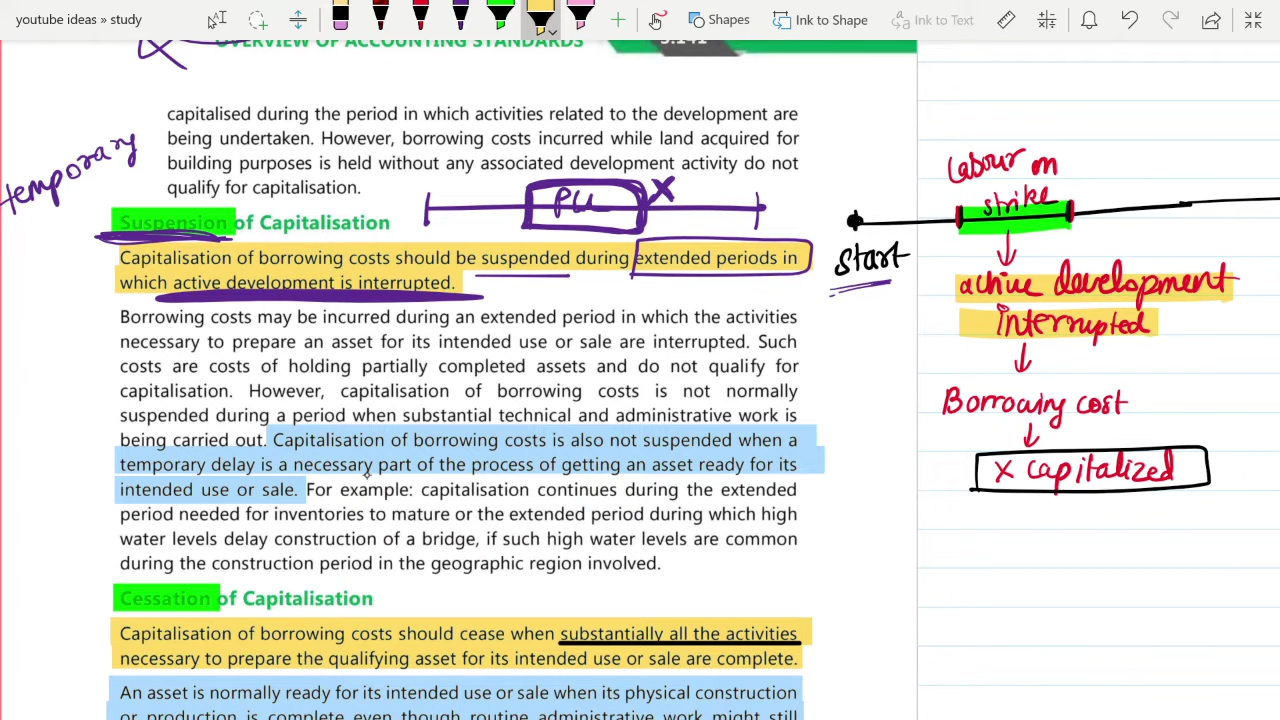 youtube ideas » study
Shapes
Ink to Shape
Ink to Text
OVERVIEW OF ACCOUNTING STANDARDS
5.141
capitalised during the period in which activities related to the development are
being undertaken. However, borrowing costs incurred while land acquired for
building purposes is held without any associated development activity do not
qualify for capitalisation.
temporary
Suspension of Capitalisation
X
Capitalisation of borrowing costs should be suspended during extended periods in
which active development is interrupted.
Borrowing costs may be incurred during an extended period in which the activities
necessary to prepare an asset for its intended use or sale are interrupted. Such
costs are costs of holding partially completed assets and do not qualify for
capitalisation. However, capitalisation of borrowing costs is not normally
suspended during a period when substantial technical and administrative work is
being carried out. Capitalisation of borrowing costs is also not suspended when a
temporary delay is a necessary part of the process of getting an asset ready for its
intended use or sale. For example: capitalisation continues during the extended
period needed for inventories to mature or the extended period during which high
water levels delay construction of a bridge, if such high water levels are common
during the construction period in the geographic region involved.
Cessation of Capitalisation
Capitalisation of borrowing costs should cease when substantially all the activities
necessary to prepare the qualifying asset for its intended use or sale are complete.
An asset is normally ready for its intended use or sale when its physical construction
or production is complete even though routine administrative work might still
Labour on
strike
start
active development
interrupted
Borrowing cost
X capitalized